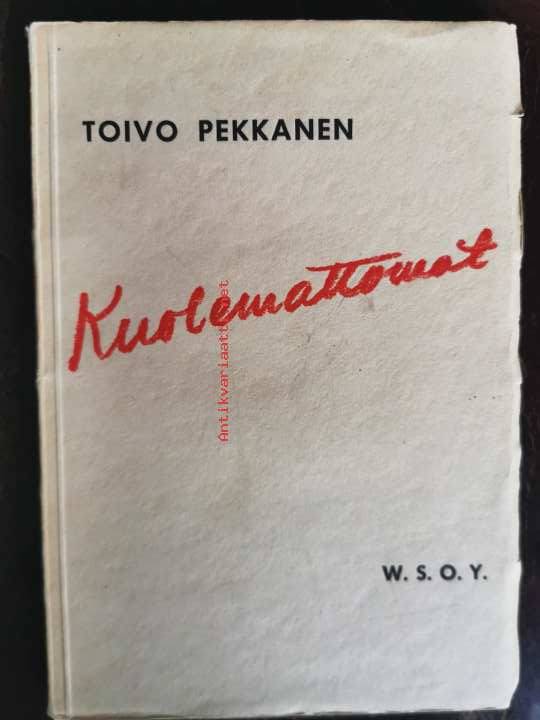 TOIVO PEKKANEN
Kuolemattomat
Antikvariaatti.net
W. S. O. Y.